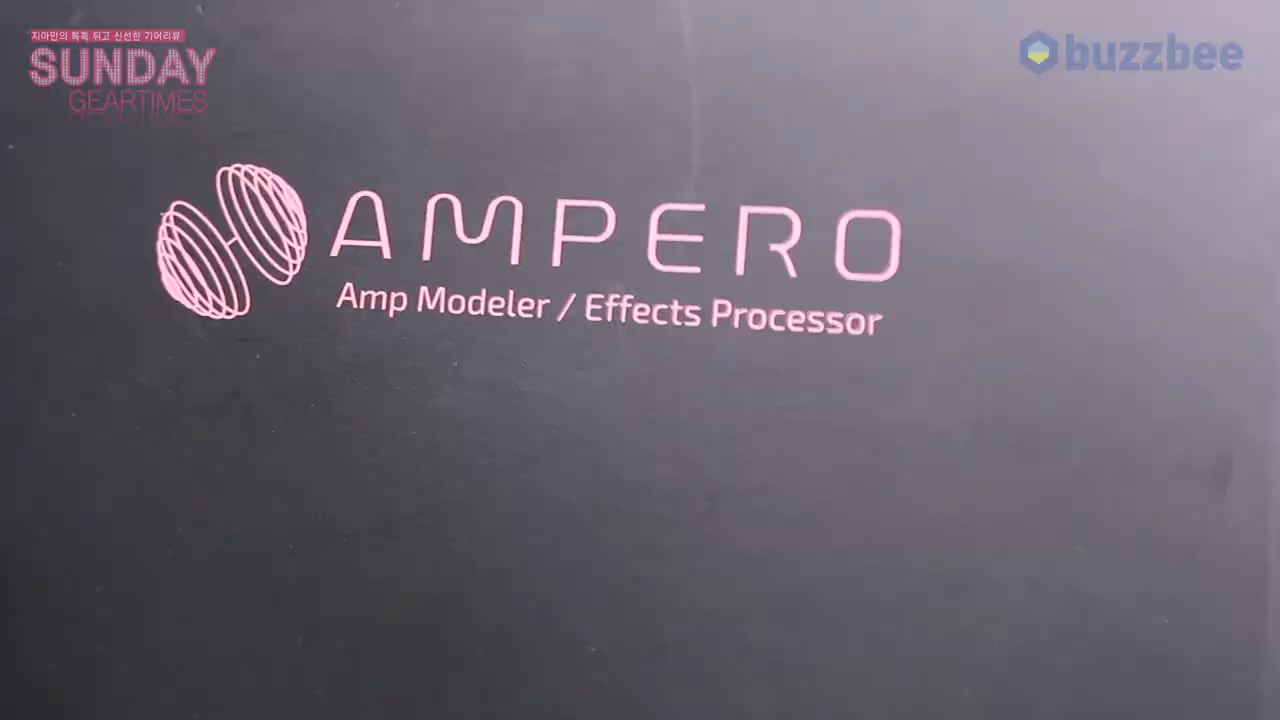 지아만의 톡톡 튀고 신선한 기어리뷰
SUNDAY
GEARTIMES
buzzbee
AMPERO
Amp Modeler / Effects Processor